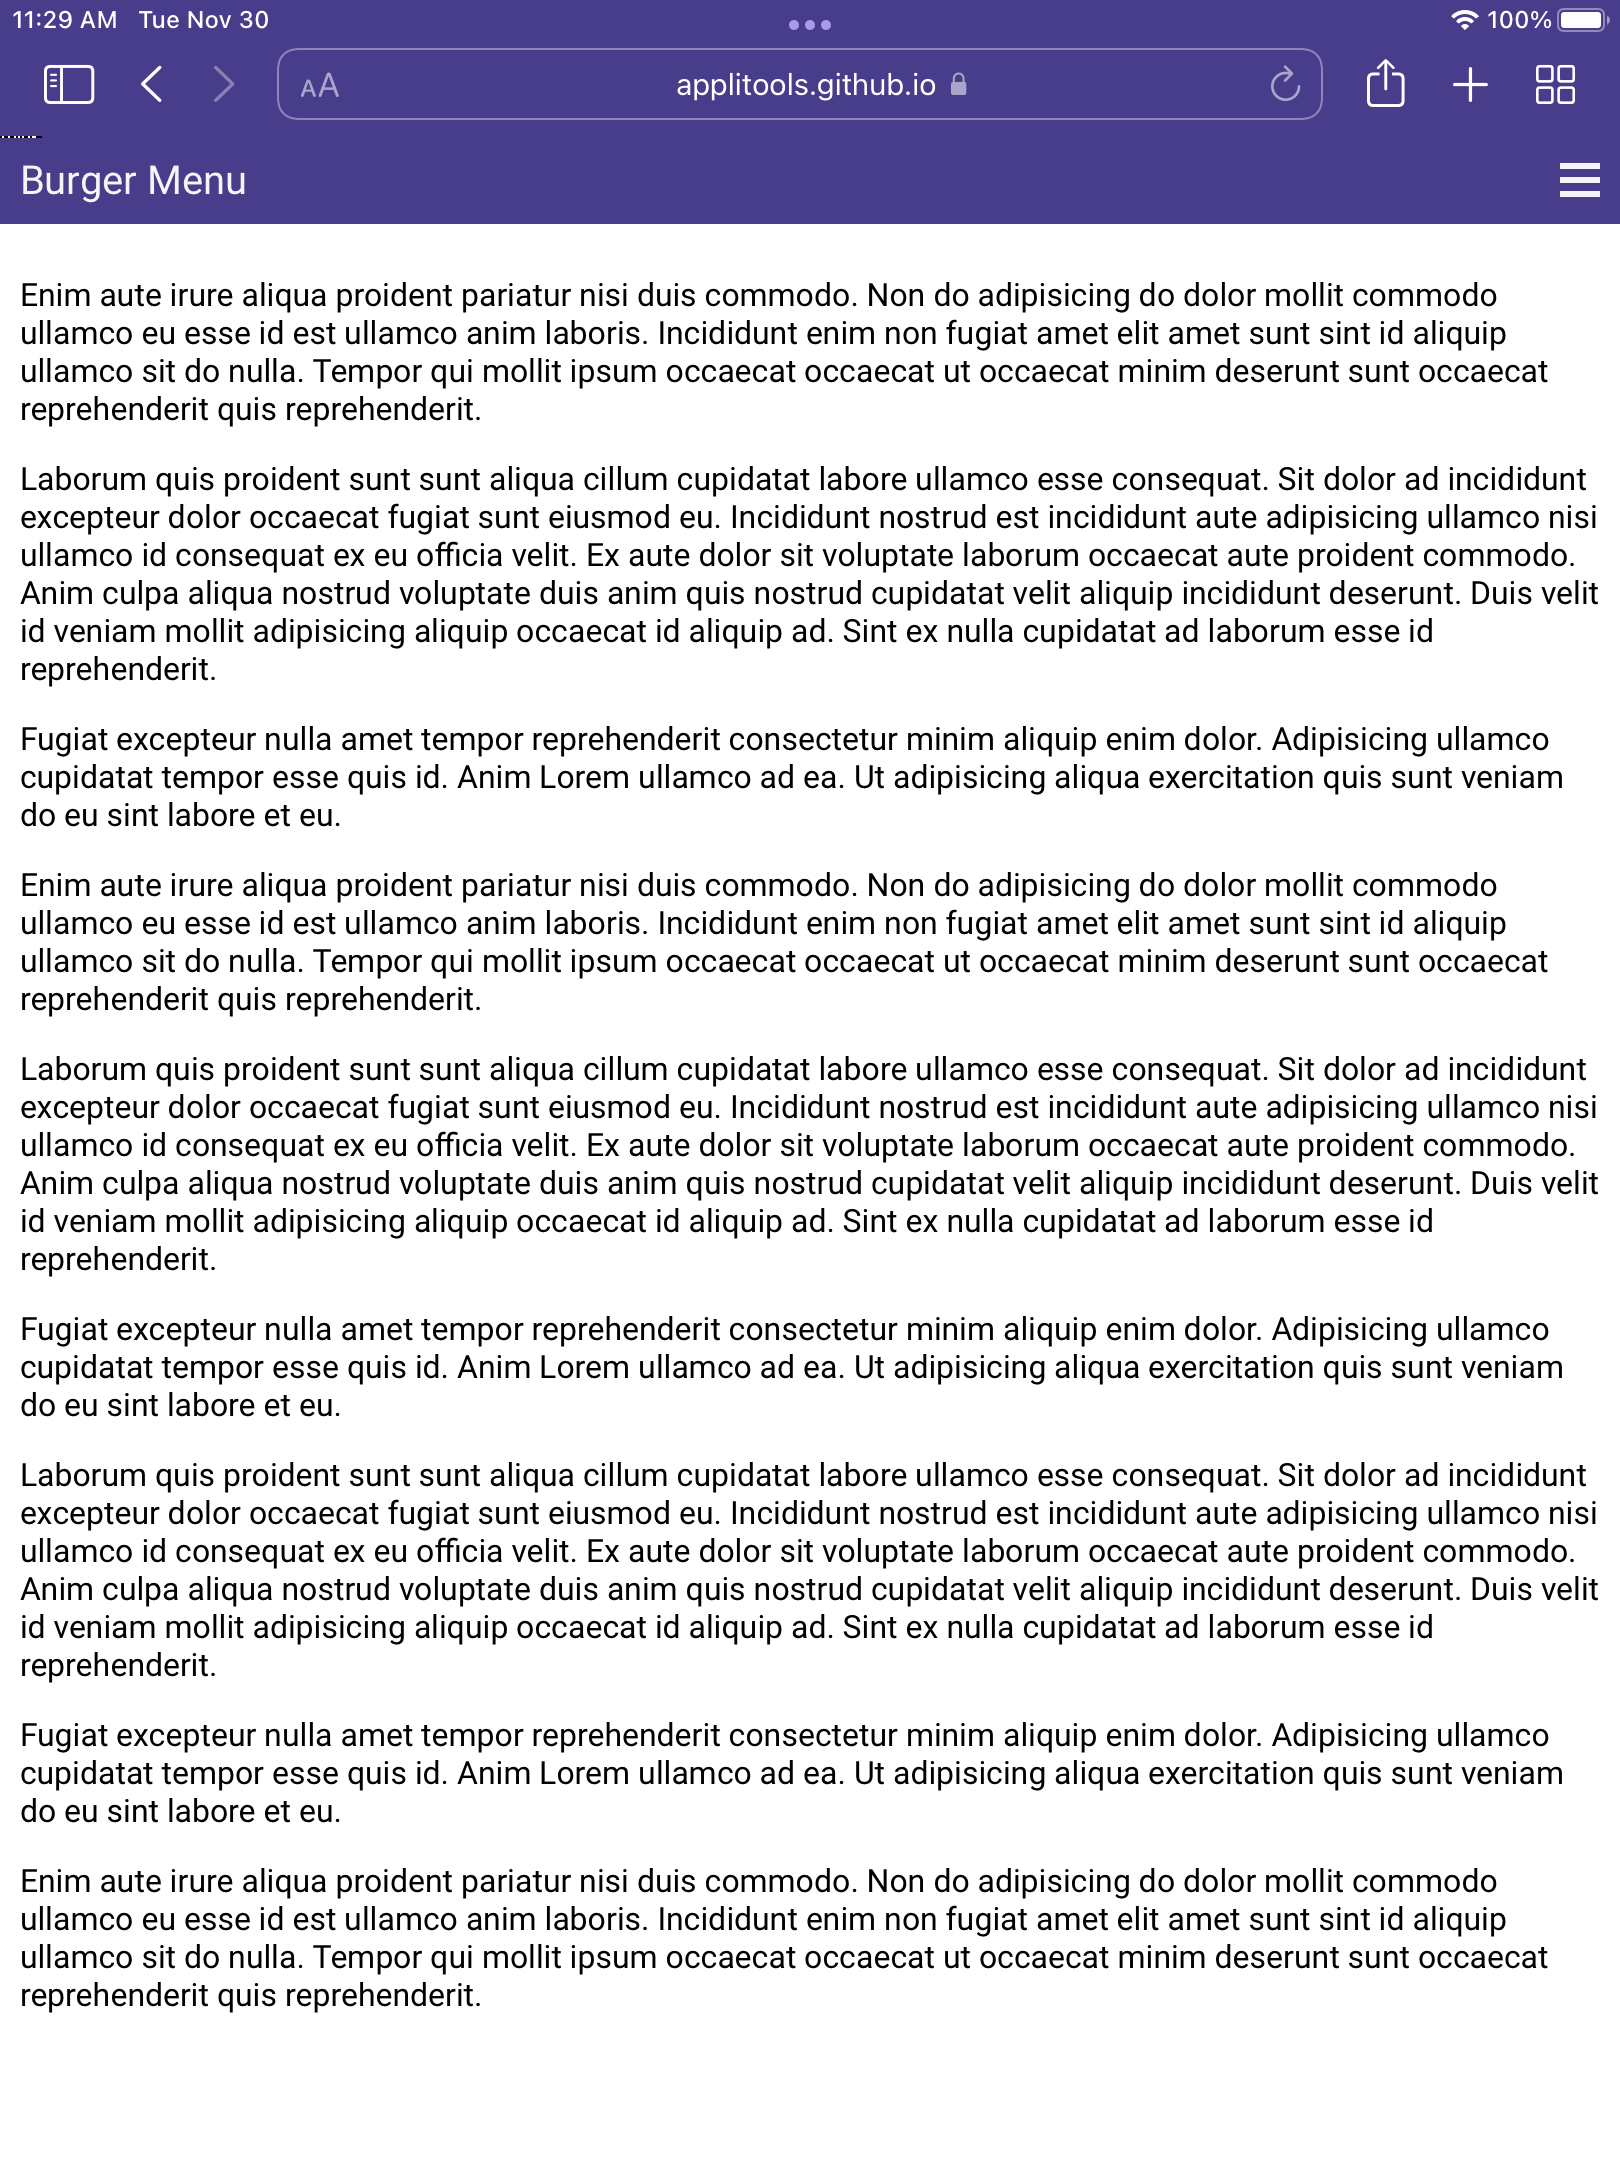 11:29 AM Tue Nov 30
100%
AA
applitools.github.io
Burger Menu
Enim aute irure aliqua proident pariatur nisi duis commodo. Non do adipisicing do dolor mollit commodo
ullamco eu esse id est ullamco anim laboris. Incididunt enim non fugiat amet elit amet sunt sint id aliquip
ullamco sit do nulla. Tempor qui mollit ipsum occaecat occaecat ut occaecat minim deserunt sunt occaecat
reprehenderit quis reprehenderit.
Laborum quis proident sunt sunt aliqua cillum cupidatat labore ullamco esse consequat. Sit dolor ad incididunt
excepteur dolor occaecat fugiat sunt eiusmod eu. Incididunt nostrud est incididunt aute adipisicing ullamco nisi
ullamco id consequat ex eu officia velit. Ex aute dolor sit voluptate laborum occaecat aute proident commodo.
Anim culpa aliqua nostrud voluptate duis anim quis nostrud cupidatat velit aliquip incididunt deserunt. Duis velit
id veniam mollit adipisicing aliquip occaecat id aliquip ad. Sint ex nulla cupidatat ad laborum esse id
reprehenderit.
Fugiat excepteur nulla amet tempor reprehenderit consectetur minim aliquip enim dolor. Adipisicing ullamco
cupidatat tempor esse quis id. Anim Lorem ullamco ad ea. Ut adipisicing aliqua exercitation quis sunt veniam
do eu sint labore et eu.
Enim aute irure aliqua proident pariatur nisi duis commodo. Non do adipisicing do dolor mollit commodo
ullamco eu esse id est ullamco anim laboris. Incididunt enim non fugiat amet elit amet sunt sint id aliquip
ullamco sit do nulla. Tempor qui mollit ipsum occaecat occaecat ut occaecat minim deserunt sunt occaecat
reprehenderit quis reprehenderit.
Laborum quis proident sunt sunt aliqua cillum cupidatat labore ullamco esse consequat. Sit dolor ad incididunt
excepteur dolor occaecat fugiat sunt eiusmod eu. Incididunt nostrud est incididunt aute adipisicing ullamco nisi
ullamco id consequat ex eu officia velit. Ex aute dolor sit voluptate laborum occaecat aute proident commodo.
Anim culpa aliqua nostrud voluptate duis anim quis nostrud cupidatat velit aliquip incididunt deserunt. Duis velit
id veniam mollit adipisicing aliquip occaecat id aliquip ad. Sint ex nulla cupidatat ad laborum esse id
reprehenderit.
Fugiat excepteur nulla amet tempor reprehenderit consectetur minim aliquip enim dolor. Adipisicing ullamco
cupidatat tempor esse quis id. Anim Lorem ullamco ad ea. Ut adipisicing aliqua exercitation quis sunt veniam
do eu sint labore et eu.
Laborum quis proident sunt sunt aliqua cillum cupidatat labore ullamco esse consequat. Sit dolor ad incididunt
excepteur dolor occaecat fugiat sunt eiusmod eu. Incididunt nostrud est incididunt aute adipisicing ullamco nisi
ullamco id consequat ex eu officia velit. Ex aute dolor sit voluptate laborum occaecat aute proident commodo.
Anim culpa aliqua nostrud voluptate duis anim quis nostrud cupidatat velit aliquip incididunt deserunt. Duis velit
id veniam mollit adipisicing aliquip occaecat id aliquip ad. Sint ex nulla cupidatat ad laborum esse id
reprehenderit.
Fugiat excepteur nulla amet tempor reprehenderit consectetur minim aliquip enim dolor. Adipisicing ullamco
cupidatat tempor esse quis id. Anim Lorem ullamco ad ea. Ut adipisicing aliqua exercitation quis sunt veniam
do eu sint labore et eu.
Enim aute irure aliqua proident pariatur nisi duis commodo. Non do adipisicing do dolor mollit commodo
ullamco eu esse id est ullamco anim laboris. Incididunt enim non fugiat amet elit amet sunt sint id aliquip
ullamco sit do nulla. Tempor qui mollit ipsum occaecat occaecat ut occaecat minim deserunt sunt occaecat
reprehenderit quis reprehenderit.